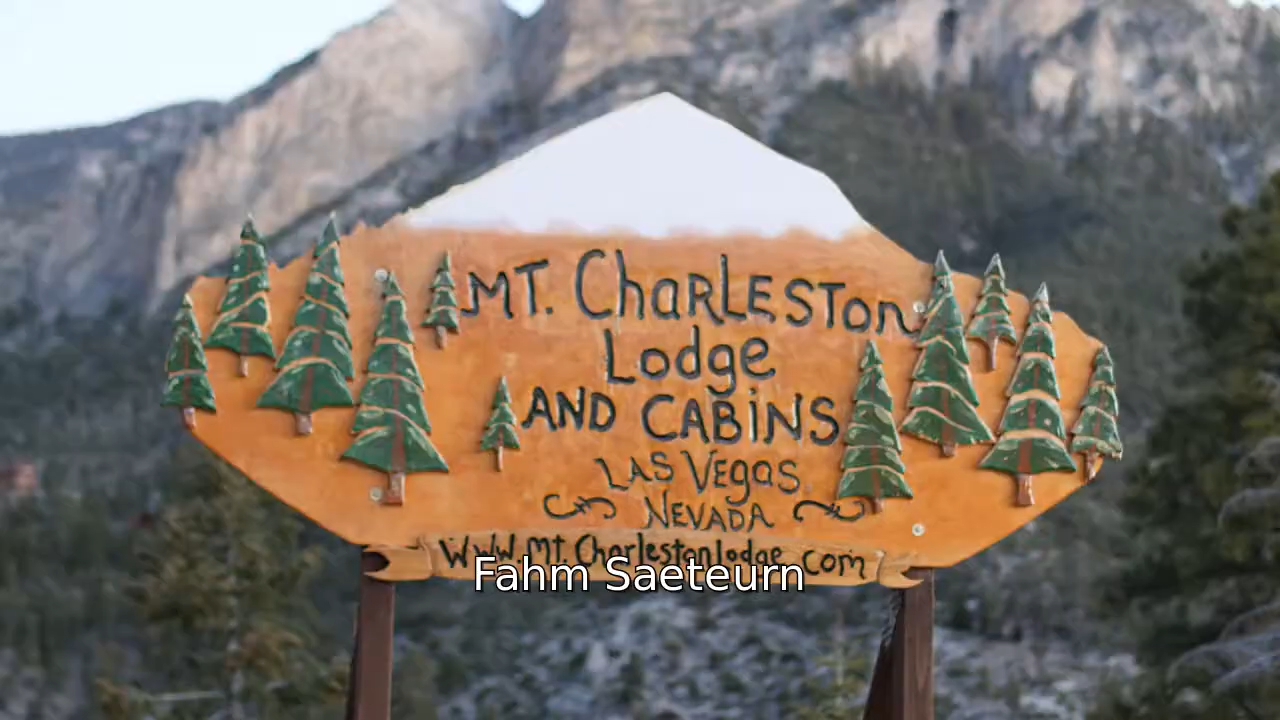 MT. ChaRLESTon
Lodge
AND CABiNS
LAS Vegas
NEVADA
WWW.Mt.Charlestonlodge.com
Fahm Saeteurn